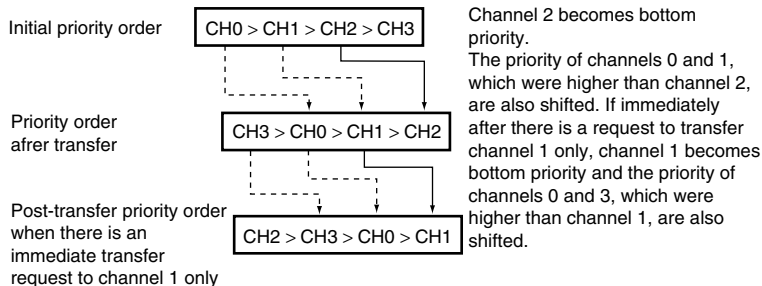 Initial priority order
CH0 > CH1 > CH2 > CH3
Priority order
afrer transfer
CH3 > CH0 > CH1 > CH2
Post-transfer priority order
when there is an
immediate transfer
request to channel 1 only
CH2 > CH3 > CH0 > CH1
Channel 2 becomes bottom
priority.
The priority of channels 0 and 1,
which were higher than channel 2,
are also shifted. If immediately
after there is a request to transfer
channel 1 only, channel 1 becomes
bottom priority and the priority of
channels 0 and 3, which were
higher than channel 1, are also
shifted.